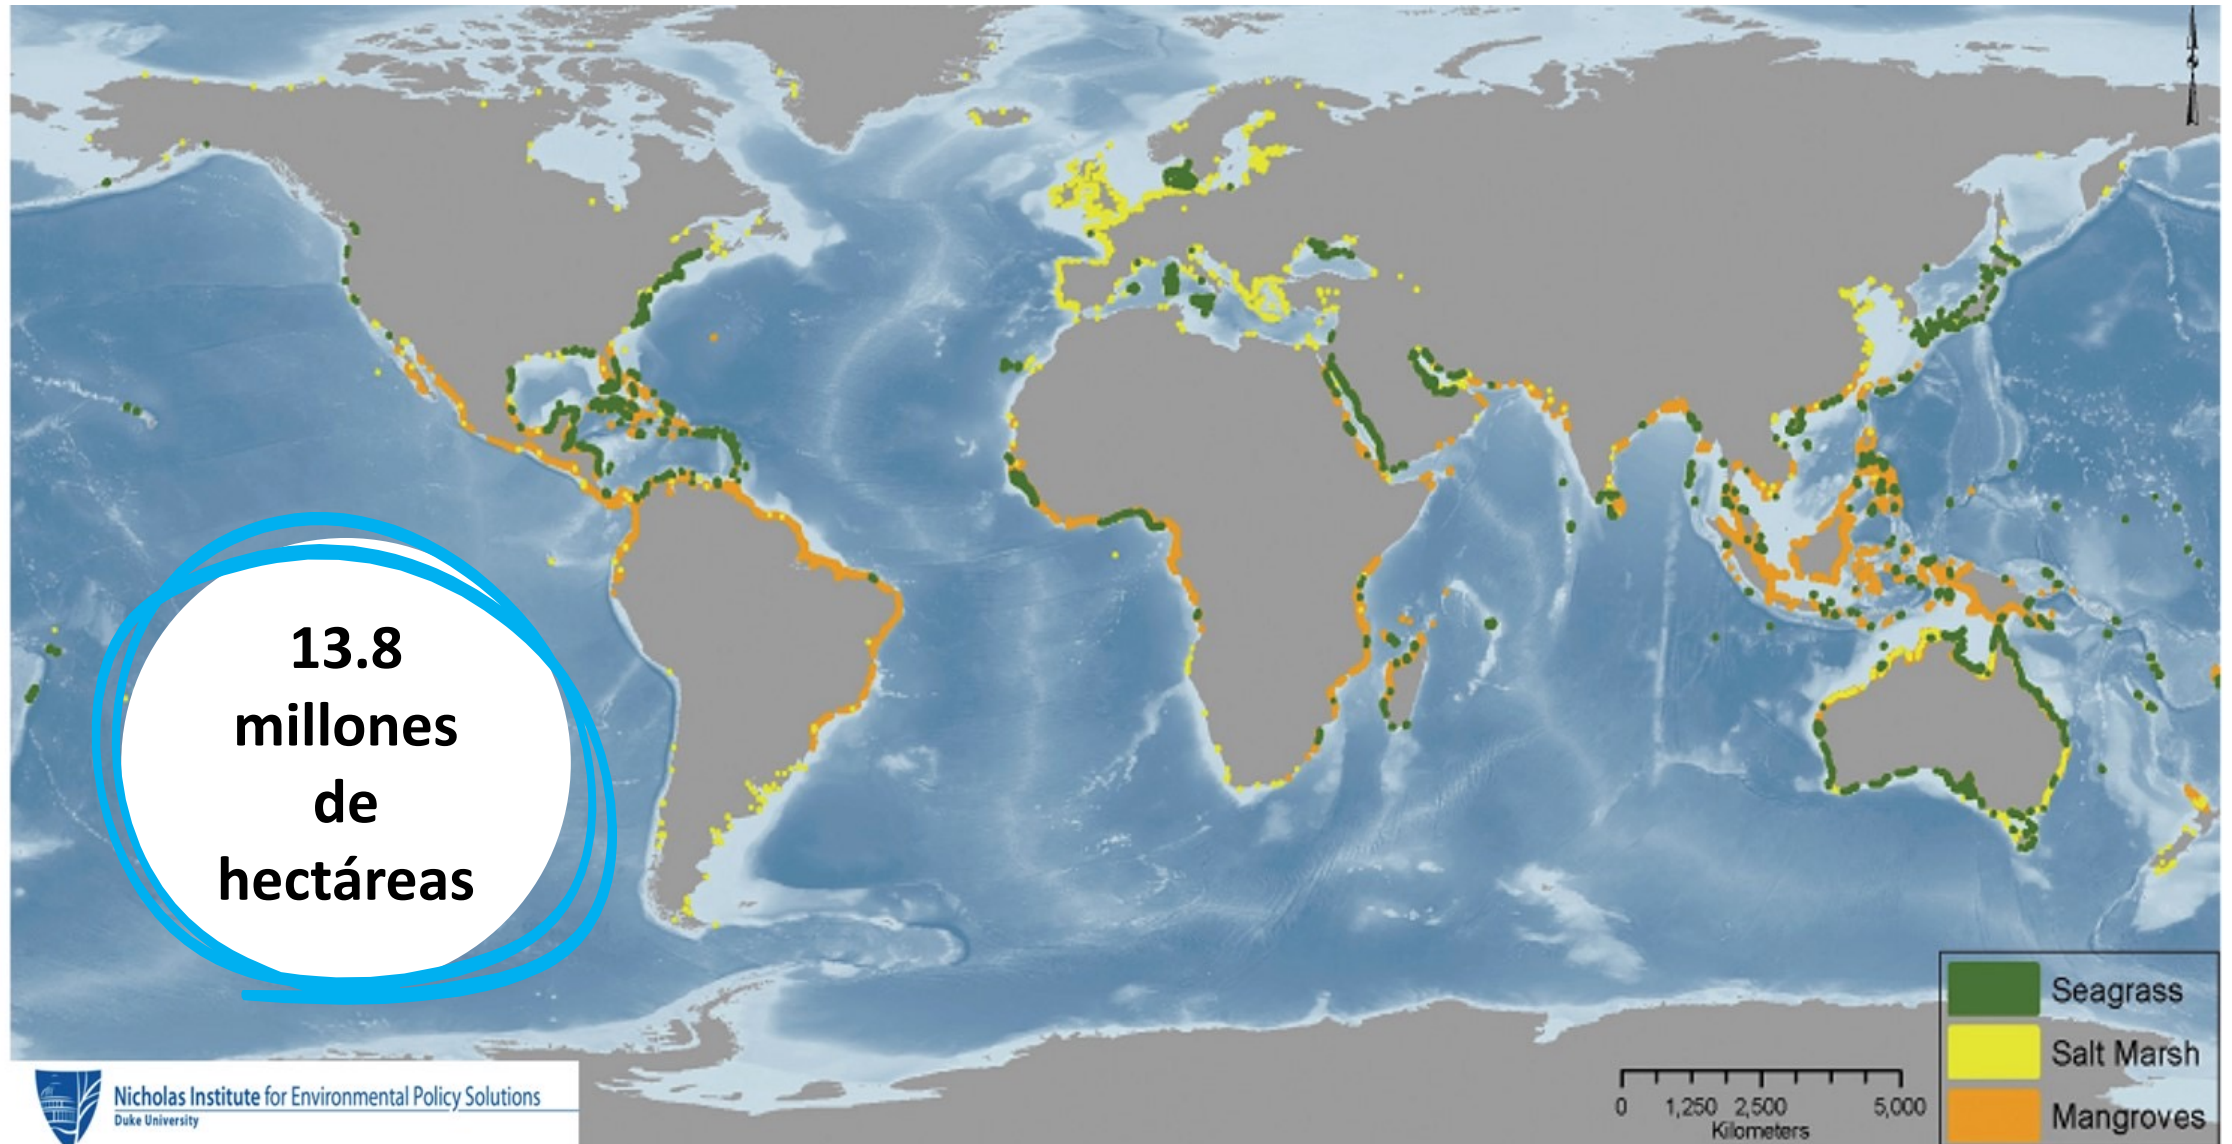 13.8
millones
de
hectáreas
Seagrass
Salt Marsh
Mangroves
0 1,250 2,500 5,000
Kilometers
Nicholas Institute for Environmental Policy Solutions
Duke University